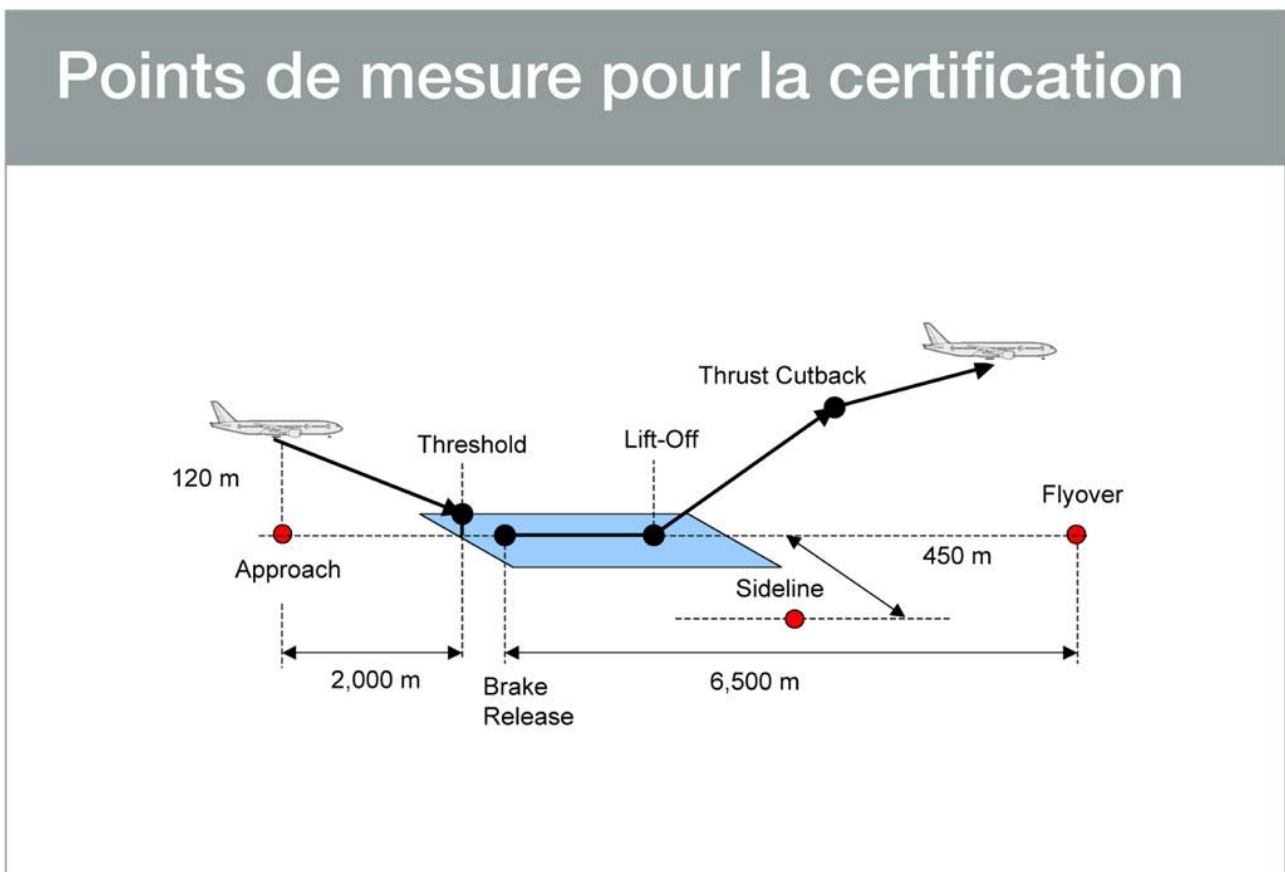 Points de mesure pour la certification
Thrust Cutback
Threshold
Lift-Off
120 m
Flyover
450 m
Approach
Sideline
2,000 m
6,500 m
Brake
Release